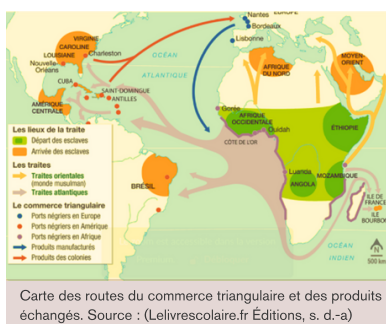 EUROPE
Nantes
Bordeaux
Lisbonne
VIRGINIE
CAROLINE
LOUISIANE
Charleston
Nouvelle-
Orléans
OCÉAN
ATLANTIQUE
CUBA
SAINT-DOMINGUE
ANTILLES
AMÉRIQUE
CENTRALE
AFRIQUE
DU NORD
MOYEN-
ORIENT
Gorée
AFRIQUE
OCCIDENTALE
Ouidah
CÔTE DE L'OR
ÉTHIOPIE
Luanda
ANGOLA
MOZAMBIQUE
BRÉSIL
ILE DE
FRANCE
ILE
BOURBON
OCÉAN
INDIEN
500 km
Les lieux de la traite
Départ des esclaves
Arrivée des esclaves
Les traites
Traites orientales
(monde musulman)
Traites atlantiques
Le commerce triangulaire
Ports négriers en Europe
Ports négriers en Amérique
Ports négriers en Afrique
Produits manufacturés
Produits des colonies
Carte des routes du commerce triangulaire et des produits
échangés. Source : (Lelivrescolaire.fr Éditions, s. d.-a)